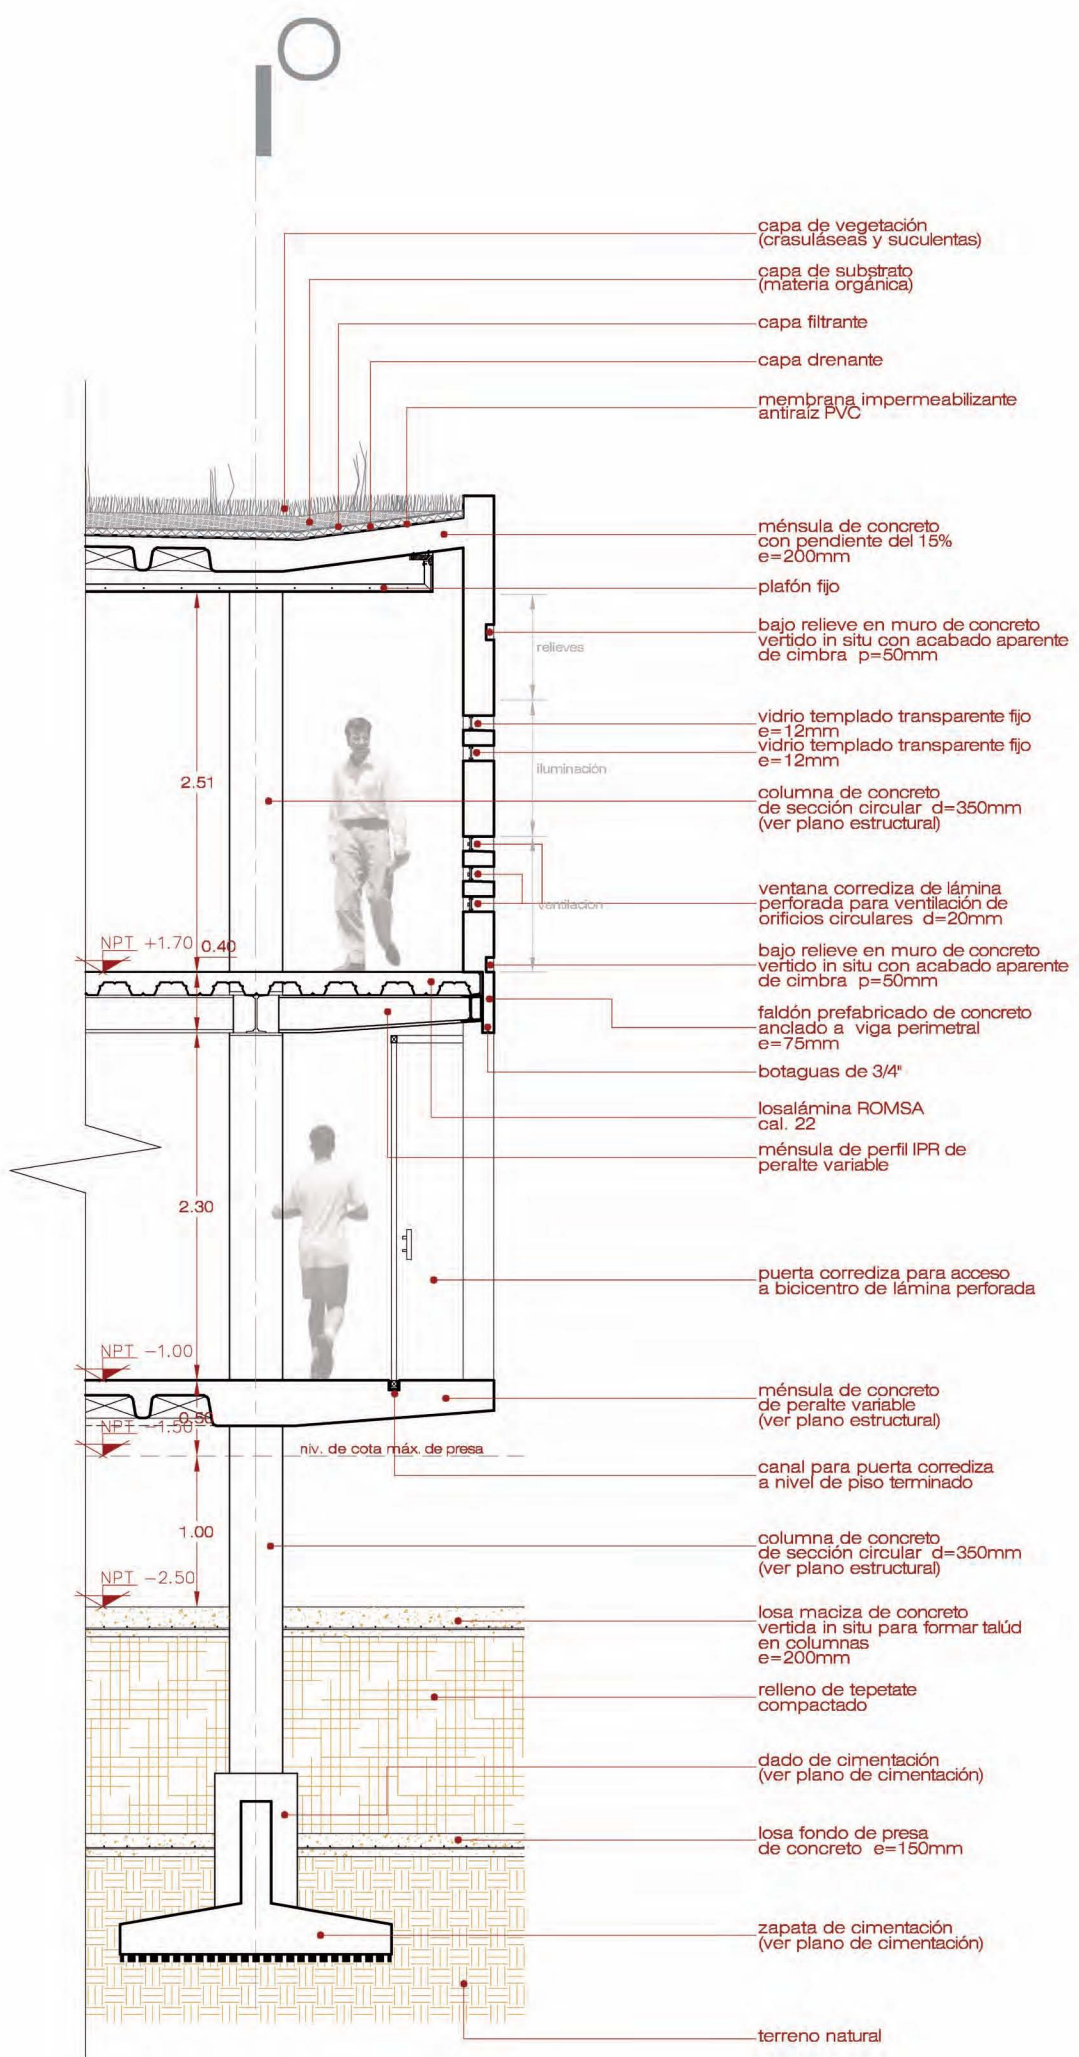 O
capa de vegetación
(crasuláseas y suculentas)
capa de substrato
(materia orgánica)
capa filtrante
capa drenante
membrana impermeabilizante
antiraíz PVC
ménsula de concreto
con pendiente del 15%
e=200mm
plafón fijo
bajo relieve en muro de concreto
vertido in situ con acabado aparente
de cimbra p=50mm
relieves
vidrio templado transparente fijo
e=12mm
vidrio templado transparente fijo
e=12mm
iluminación
2.51
columna de concreto
de sección circular d=350mm
(ver plano estructural)
ventana corrediza de lámina
perforada para ventilación de
orificios circulares d=20mm
ventilación
NPT +1.70
0.40
bajo relieve en muro de concreto
vertido in situ con acabado aparente
de cimbra p=50mm
faldón prefabricado de concreto
anclado a viga perimetral
e=75mm
botaguas de 3/4"
losalámina ROMSA
cal. 22
ménsula de perfil IPR de
peralte variable
2.30
puerta corrediza para acceso
a bicicentro de lámina perforada
NPT -1.00
ménsula de concreto
de peralte variable
(ver plano estructural)
0.50
NPT -1.50
niv. de cota máx. de presa
canal para puerta corrediza
a nivel de piso terminado
1.00
columna de concreto
de sección circular d=350mm
(ver plano estructural)
NPT -2.50
losa maciza de concreto
vertida in situ para formar talúd
en columnas
e=200mm
relleno de tepetate
compactado
dado de cimentación
(ver plano de cimentación)
losa fondo de presa
de concreto e=150mm
zapata de cimentación
(ver plano de cimentación)
terreno natural